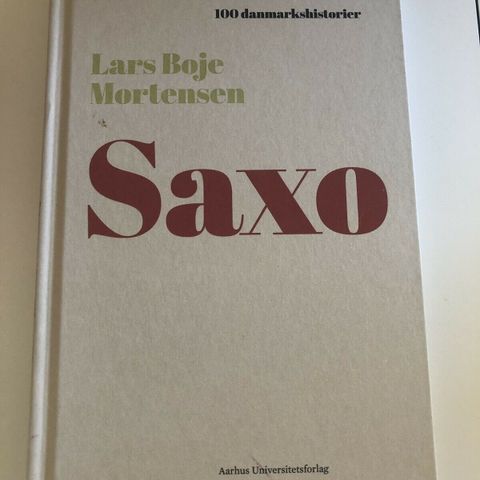 100 danmarkshistorier
Lars Boje
Mortensen
Saxo
Aarhus Universitetsforlag